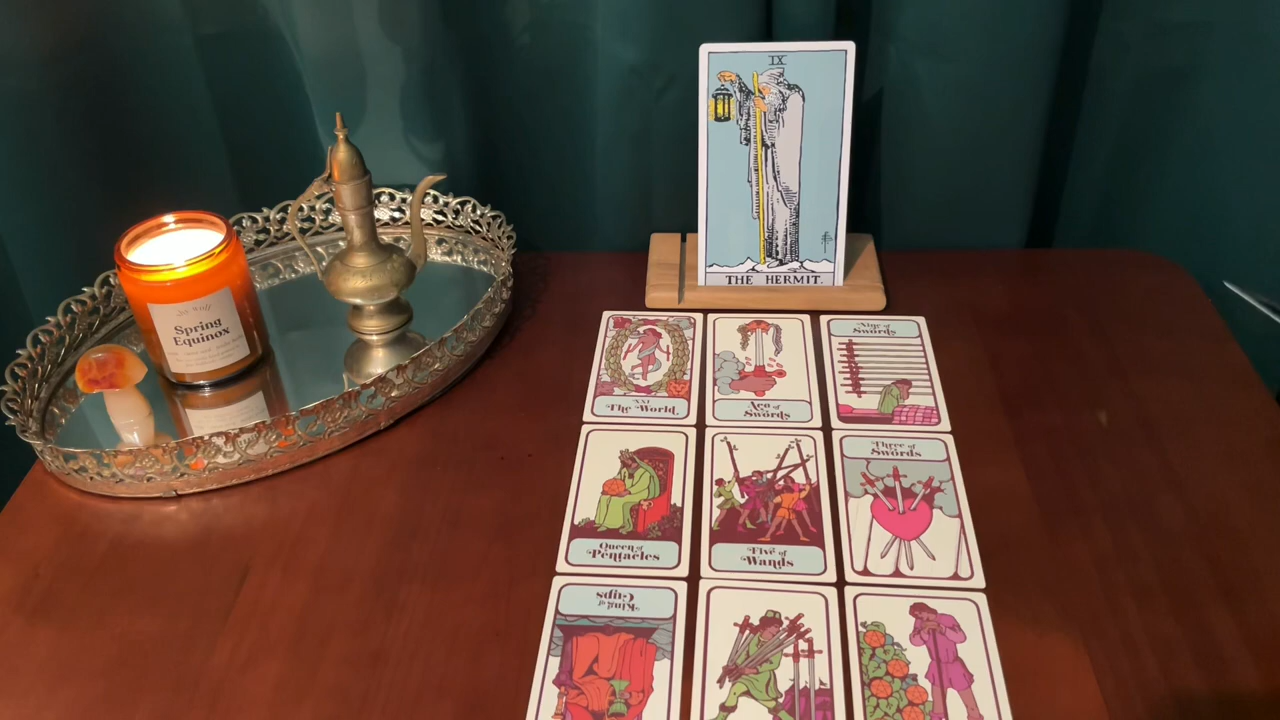 IX
THE HERMIT.
Spring
Equinox
XXI
The World
Ace of
Swords
Nine of
Swords
Queen of
Pentacles
Five of
Wands
Three of
Swords
King of
Cups